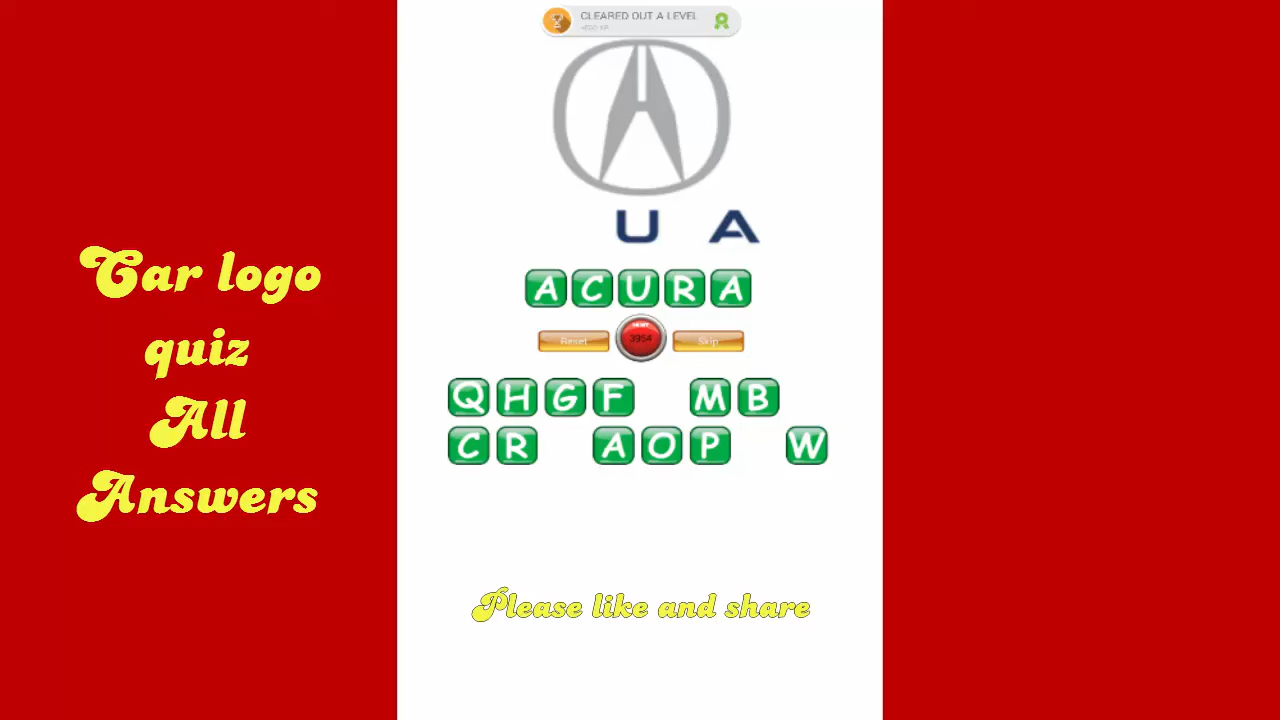 CLEARED OUT A LEVEL
U A
ACURA
Reset
3954
Skip
QHGF MB
CR AOP W
Car logo
quiz
All
Answers
Please like and share